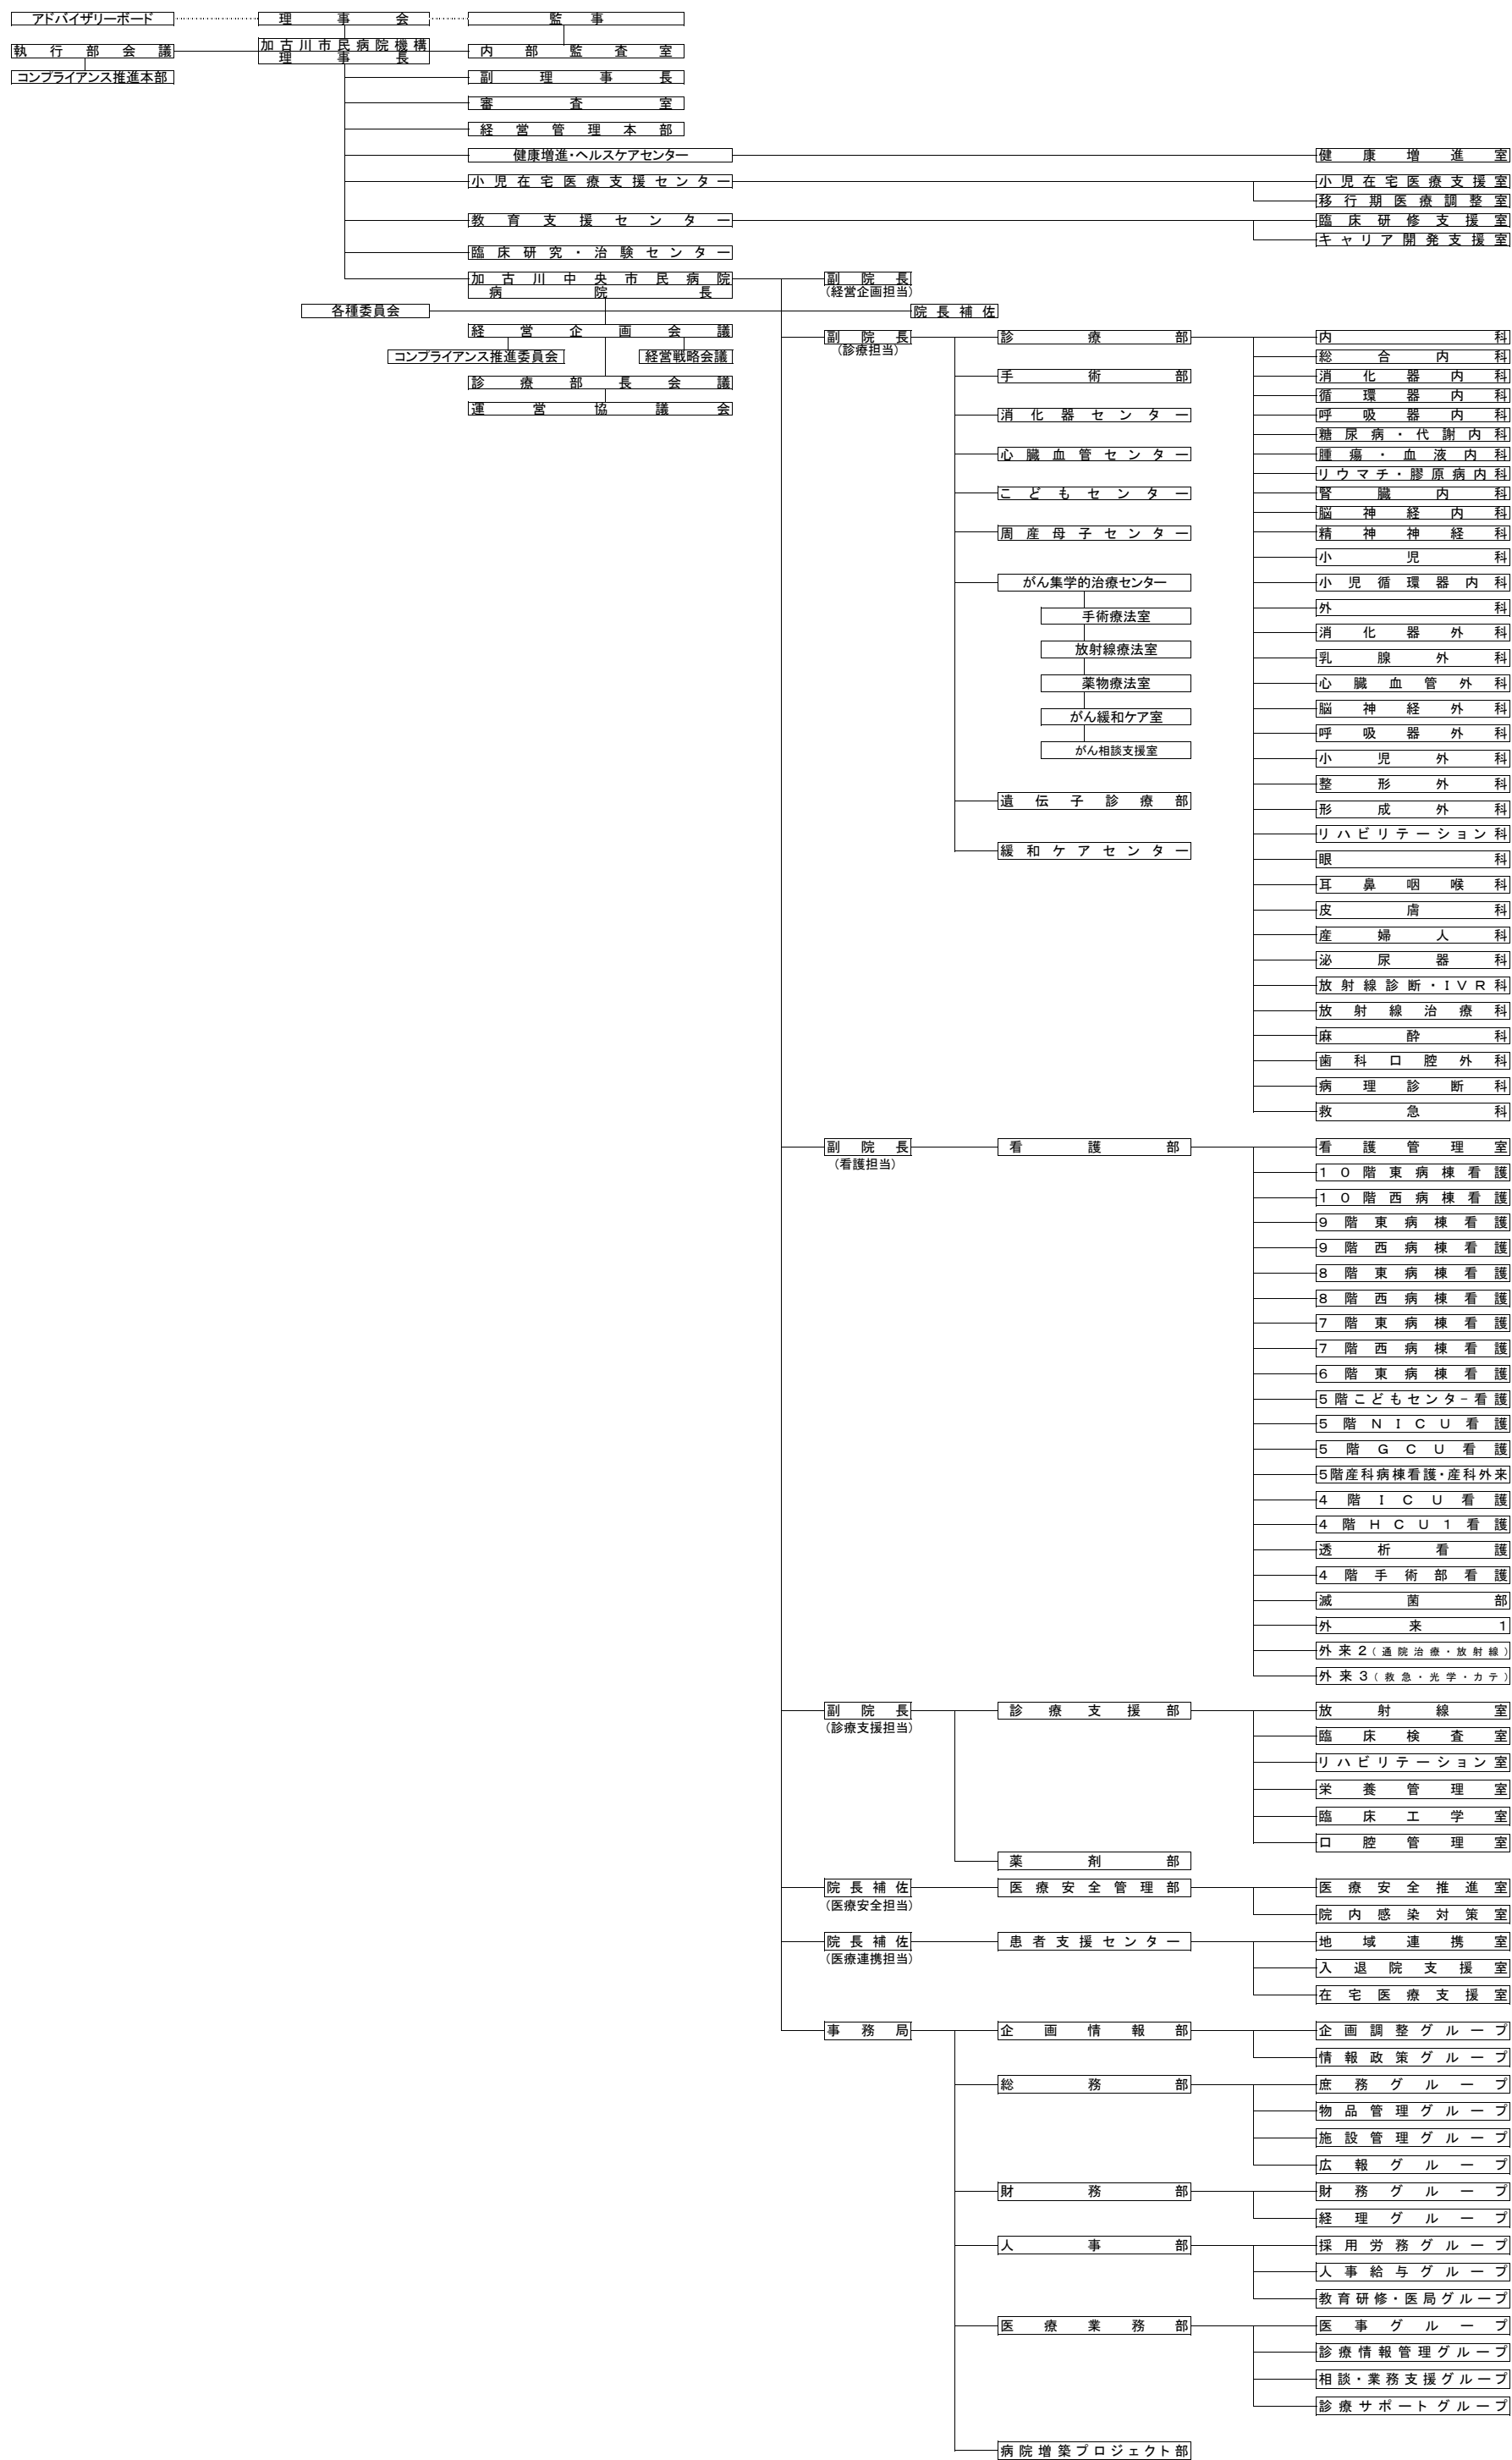 アドバイザリーボード
理事会
監事
執行部会議
加古川市民病院機構
理事長
内部監査室
コンプライアンス推進本部
副理事長
審査室
経営管理本部
健康増進・ヘルスケアセンター
健康増進室
小児在宅医療支援センター
小児在宅医療支援室
移行期医療調整室
教育支援センター
臨床研修支援室
キャリア開発支援室
臨床研究・治験センター
加古川中央市民病院
病院長
副院長
（経営企画担当）
各種委員会
院長補佐
経営企画会議
コンプライアンス推進委員会
経営戦略会議
診療部長会議
運営協議会
副院長
（診療担当）
診療部
手術部
消化器センター
心臓血管センター
こどもセンター
周産母子センター
がん集学的治療センター
手術療法室
放射線療法室
薬物療法室
がん緩和ケア室
がん相談支援室
遺伝子診療部
緩和ケアセンター
内科
総合内科
消化器内科
循環器内科
呼吸器内科
糖尿病・代謝内科
腫瘍・血液内科
リウマチ・膠原病内科
腎臓内科
脳神経内科
精神神経科
小児科
小児循環器内科
外科
消化器外科
乳腺外科
心臓血管外科
脳神経外科
呼吸器外科
小児外科
整形外科
形成外科
リハビリテーション科
眼科
耳鼻咽喉科
皮膚科
産婦人科
泌尿器科
放射線診断・IVR科
放射線治療科
麻酔科
歯科口腔外科
病理診断科
救急科
副院長
（看護担当）
看護部
看護管理室
10階東病棟看護
10階西病棟看護
9階東病棟看護
9階西病棟看護
8階東病棟看護
8階西病棟看護
7階東病棟看護
7階西病棟看護
6階東病棟看護
5階こどもセンタ-看護
5階NICU看護
5階GCU看護
5階産科病棟看護・産科外来
4階ICU看護
4階HCU1看護
透析看護
4階手術部看護
滅菌部
外来1
外来2（通院治療・放射線）
外来3（救急・光学・カテ）
副院長
（診療支援担当）
診療支援部
放射線室
臨床検査室
リハビリテーション室
栄養管理室
臨床工学室
口腔管理室
薬剤部
院長補佐
（医療安全担当）
医療安全管理部
医療安全推進室
院内感染対策室
院長補佐
（医療連携担当）
患者支援センター
地域連携室
入退院支援室
在宅医療支援室
事務局
企画情報部
企画調整グループ
情報政策グループ
総務部
庶務グループ
物品管理グループ
施設管理グループ
広報グループ
財務部
財務グループ
経理グループ
人事部
採用労務グループ
人事給与グループ
教育研修・医局グループ
医療業務部
医事グループ
診療情報管理グループ
相談・業務支援グループ
診療サポートグループ
病院増築プロジェクト部